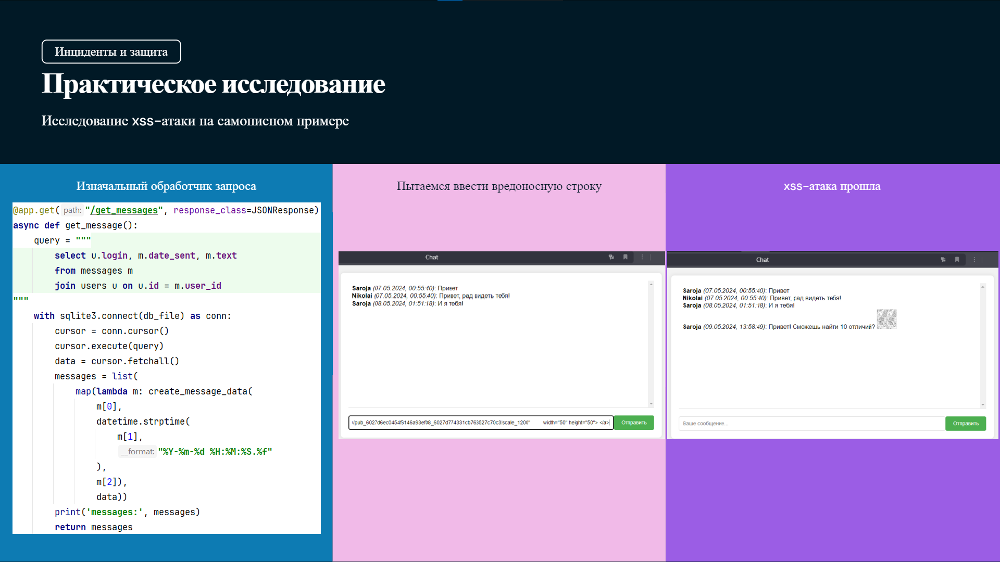 Инциденты и защита
Практическое исследование
Исследование xss-атаки на самописном примере
Изначальный обработчик запроса
@app.get( path: "/get_messages", response_class=JSONResponse)
async def get_message():
    query = """
        select u.login, m.date_sent, m.text
        from messages m
        join users u on u.id = m.user_id
"""
    with sqlite3.connect(db_file) as conn:
        cursor = conn.cursor()
        cursor.execute(query)
        data = cursor.fetchall()
        messages = list(
            map(lambda m: create_message_data(
                m[0],
                datetime.strptime(
                    m[1],
                    __format: "%Y-%m-%d %H:%M:%S.%f"
                ),
                m[2]),
                data))
        print('messages:', messages)
        return messages
Пытаемся ввести вредоносную строку
Chat
Saroja (07.05.2024, 00:55:40): Привет
Nikolai (07.05.2024, 00:55:40): Привет, рад видеть тебя!
Saroja (08.05.2024, 01:51:18): И я тебя!
width="50" height="50"> </a>
Отправить
xss-атака прошла
Chat
Saroja (07.05.2024, 00:55:40): Привет
Nikolai (07.05.2024, 00:55:40): Привет, рад видеть тебя!
Saroja (08.05.2024, 01:51:18): И я тебя!
Saroja (09.05.2024, 13:58:49): Привет! Сможешь найти 10 отличий?
Ваше сообщение...
Отправить